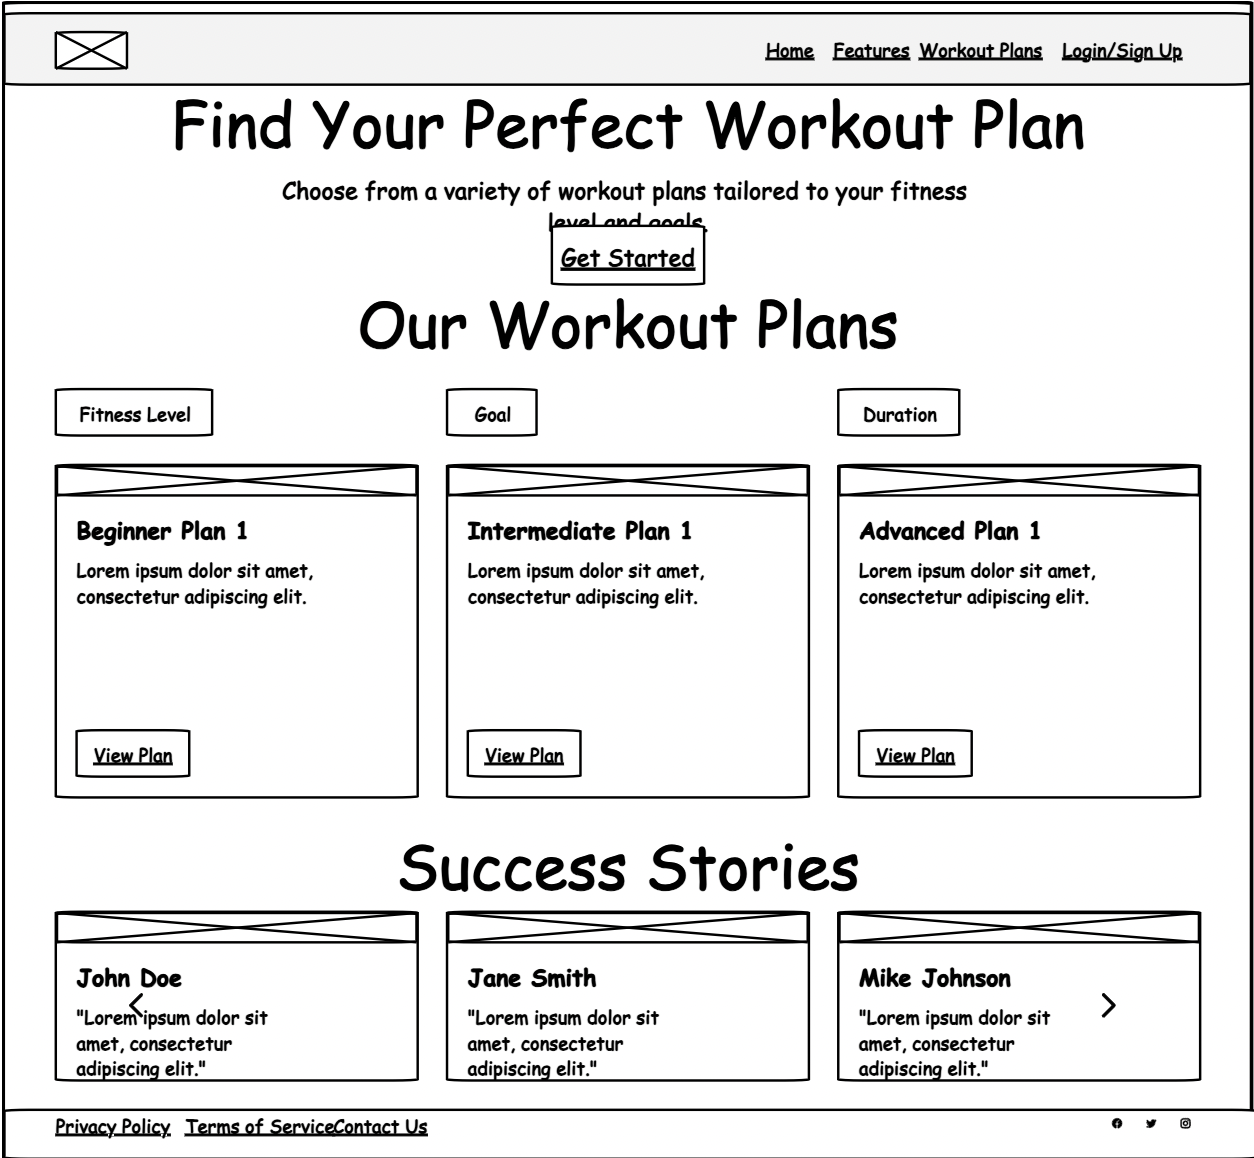 Home Features Workout Plans Login/Sign Up
Find Your Perfect Workout Plan
Choose from a variety of workout plans tailored to your fitness
level and goals.
Get Started
Our Workout Plans
Fitness Level
Goal
Duration
Beginner Plan 1
Lorem ipsum dolor sit amet,
consectetur adipiscing elit.
View Plan
Intermediate Plan 1
Lorem ipsum dolor sit amet,
consectetur adipiscing elit.
View Plan
Advanced Plan 1
Lorem ipsum dolor sit amet,
consectetur adipiscing elit.
View Plan
Success Stories
John Doe
"Lorem ipsum dolor sit
amet, consectetur
adipiscing elit."
Jane Smith
"Lorem ipsum dolor sit
amet, consectetur
adipiscing elit."
Mike Johnson
"Lorem ipsum dolor sit
amet, consectetur
adipiscing elit."
Privacy Policy Terms of Service Contact Us